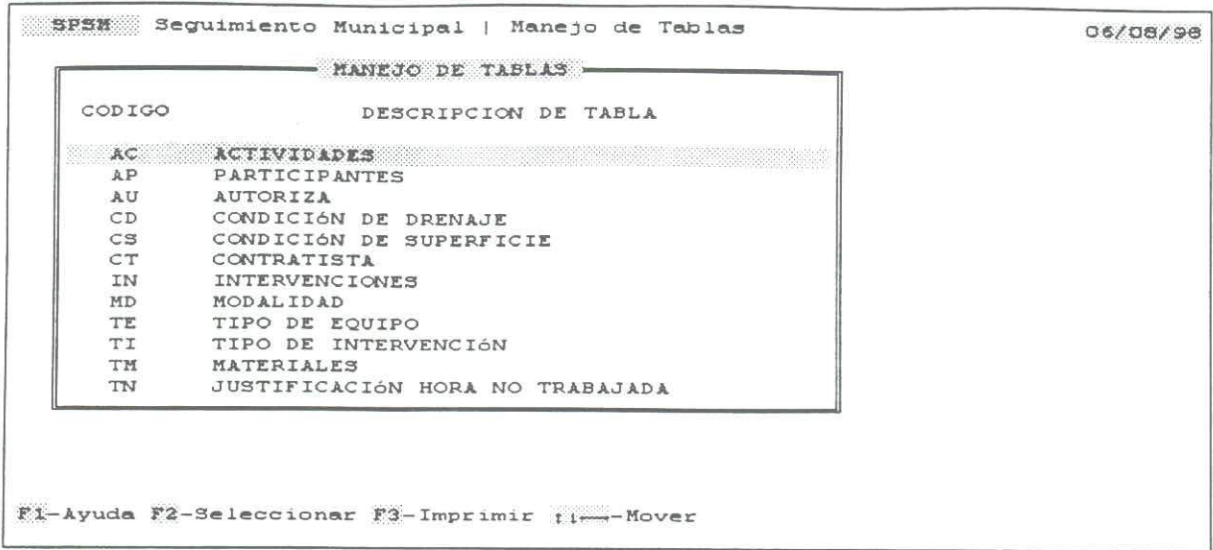 SPSM Seguimiento Municipal | Manejo de Tablas 06/08/98
MANEJO DE TABLAS
CODIGO DESCRIPCION DE TABLA
AC ACTIVIDADES
AP PARTICIPANTES
AU AUTORIZA
CD CONDICIóN DE DRENAJE
CS CONDICIóN DE SUPERFICIE
CT CONTRATISTA
IN INTERVENCIONES
MD MODALIDAD
TE TIPO DE EQUIPO
TI TIPO DE INTERVENCIóN
TM MATERIALES
TN JUSTIFICACIóN HORA NO TRABAJADA
F1-Ayuda F2-Seleccionar F3-Imprimir ↑↓←→-Mover